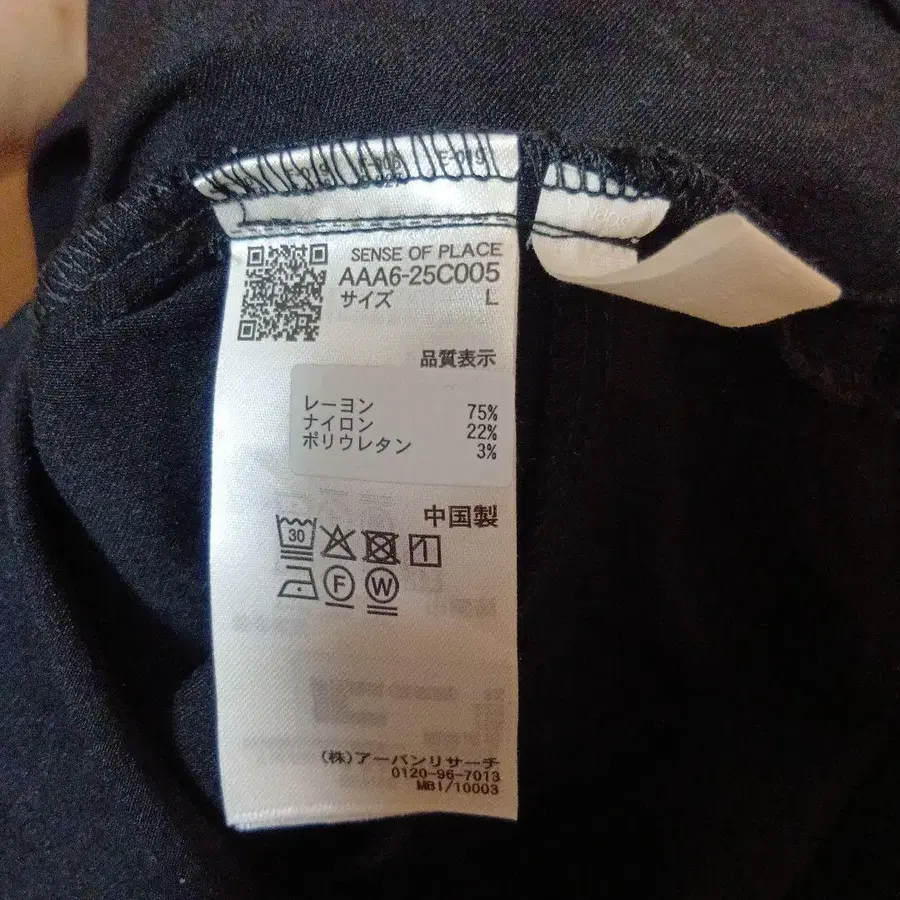 E-019
SENSE OF PLACE
AAA6-25C005
サイズ L
品質表示
レーヨン 75%
ナイロン 22%
ポリウレタン 3%
中国製
30
F W
(株)アーバンリサーチ
0120-96-7013
MBI/10003